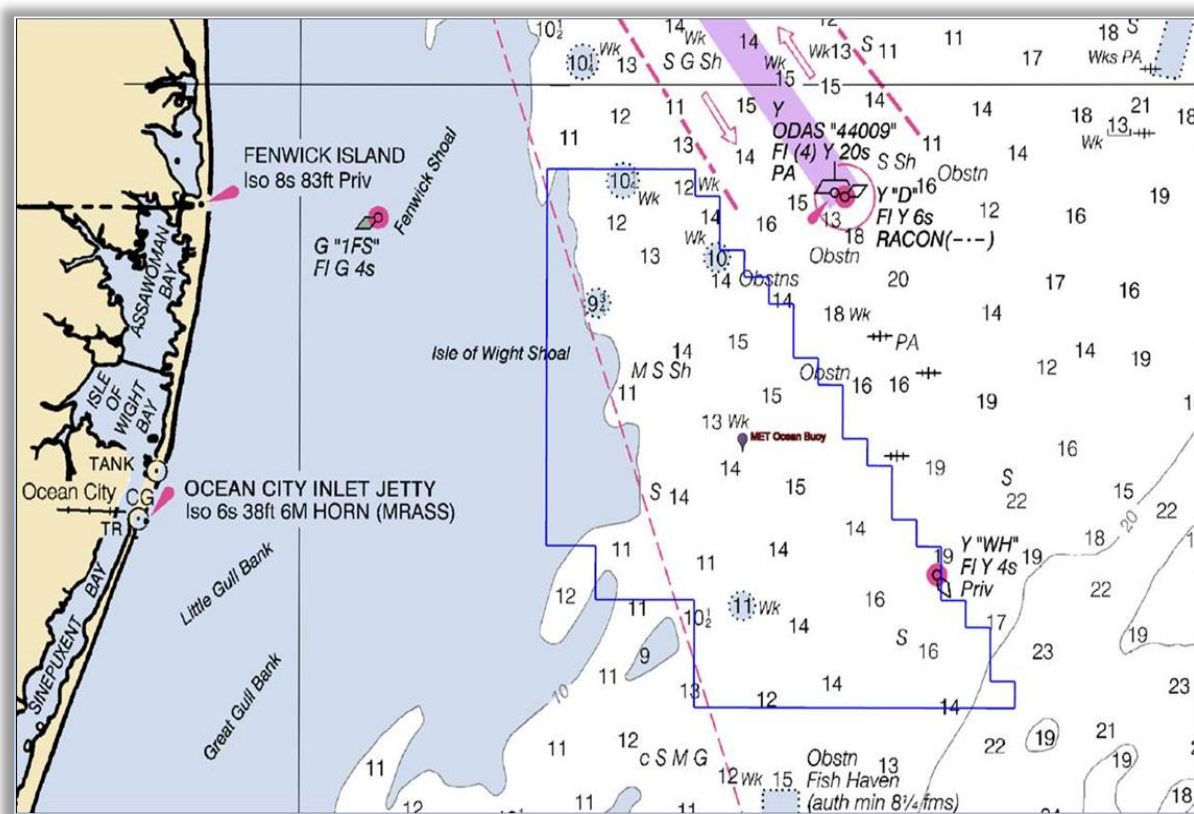 10½
14
Wk
14
12
S
11
11
18
S
10¼
Wk
13
S G Sh
Wk
Wk
13
17
Wks PA
15
15
12
11
15
Y
14
14
18
21
18
13
Wk
11
13
14
ODAS "44009"
Fl (4) Y 20s
PA
11
14
S Sh
Obstn
FENWICK ISLAND
Iso 8s 83ft Priv
Fenwick Shoal
G "1FS"
Fl G 4s
10
Wk
12
Wk
15
13
16
Y "D"
Fl Y 6s
RACON(–·–)
12
16
19
12
14
16
18
Wk
13
10
Obstn
14
Obstns
20
17
16
ASSAWOMAN
BAY
9¾
14
18 Wk
14
Isle of Wight Shoal
14
15
PA
14
19
M S Sh
Obstn
16
16
12
11
15
19
ISLE
OF
WIGHT
BAY
13 Wk
MET Ocean Buoy
16
TANK
14
19
S
Ocean City
CG
TR
OCEAN CITY INLET JETTY
Iso 6s 38ft 6M HORN (MRASS)
S
14
15
22
15
22
20
14
18
11
11
14
19
Y "WH"
Fl Y 4s
Priv
19
Little Gull Bank
12
11
10½
11
Wk
16
22
14
17
19
SINEPUXENT
BAY
9
S
16
23
Great Gull Bank
10
11
13
12
14
14
23
11
12
c S M G
22
19
21
19
11
12 Wk
15
Obstn
Fish Haven
(auth min 8¼ fms)
13
12
11
11
18